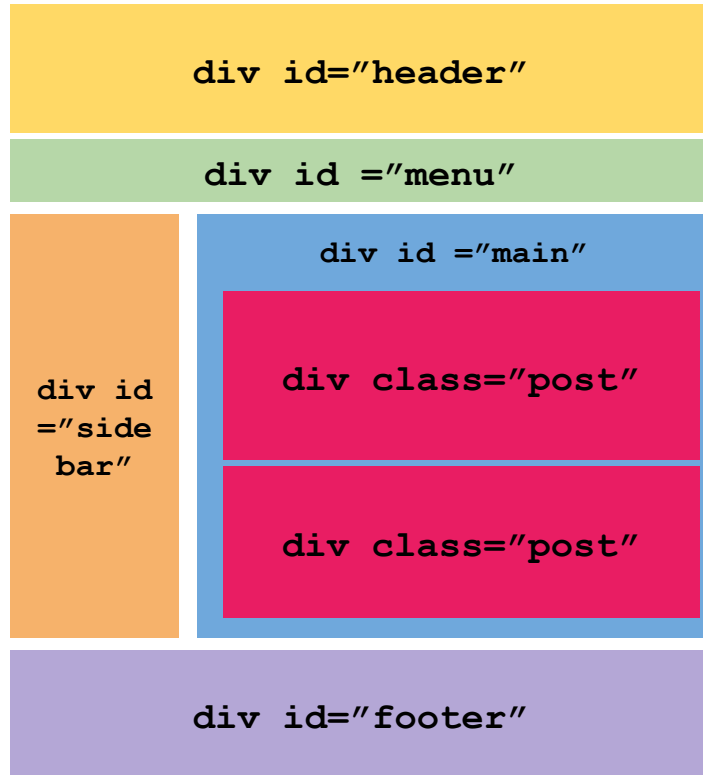 div id=”header”
div id =”menu”
div id =”main”
div class=”post”
div id
=”side
bar”
div class=”post”
div id=”footer”